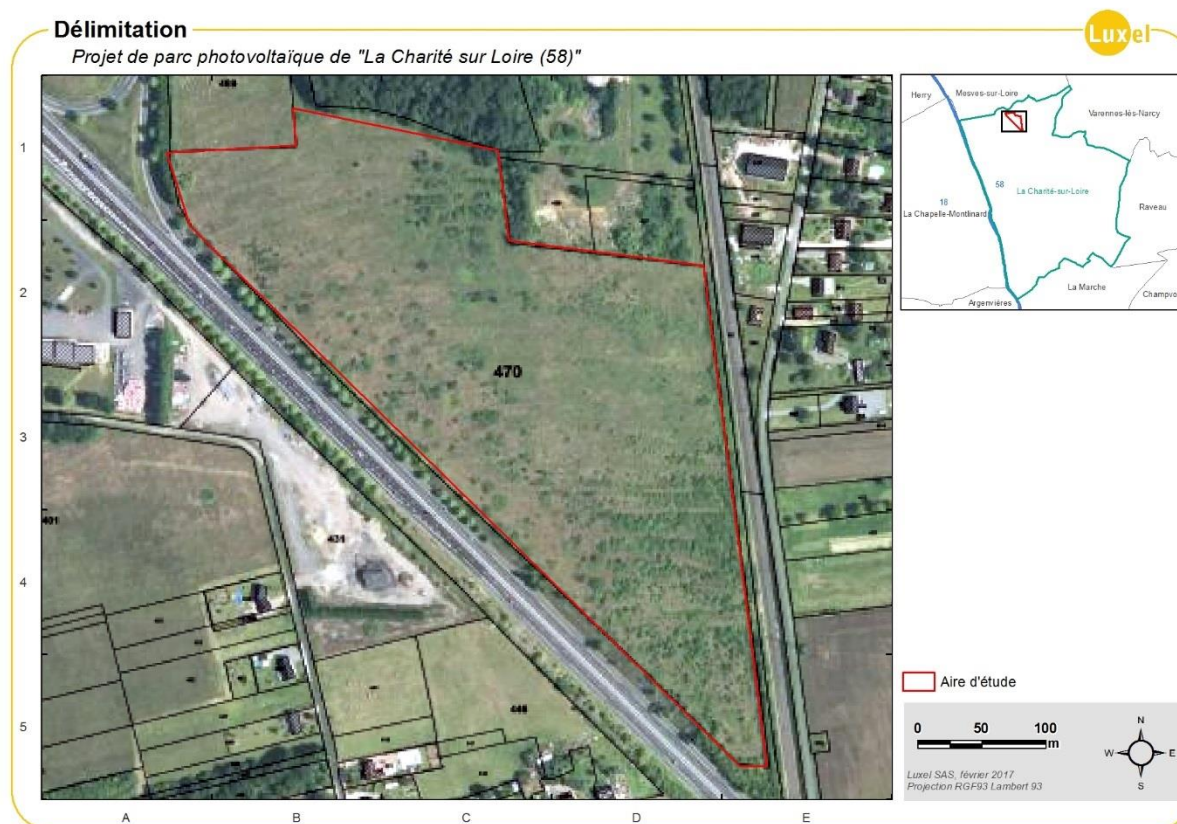 Délimitation
Luxel
Projet de parc photovoltaïque de "La Charité sur Loire (58)"
Herry
Mesves-sur-Loire
Varennes-lès-Narcy
La Charité-sur-Loire
58
18
La Chapelle-Montlinard
Raveau
La Marche
Argenvières
Champvo
1
2
3
4
5
470
401
431
A
B
C
D
E
Aire d'étude
0 50 100
m
N
W E
S
Luxel SAS, février 2017
Projection RGF93 Lambert 93